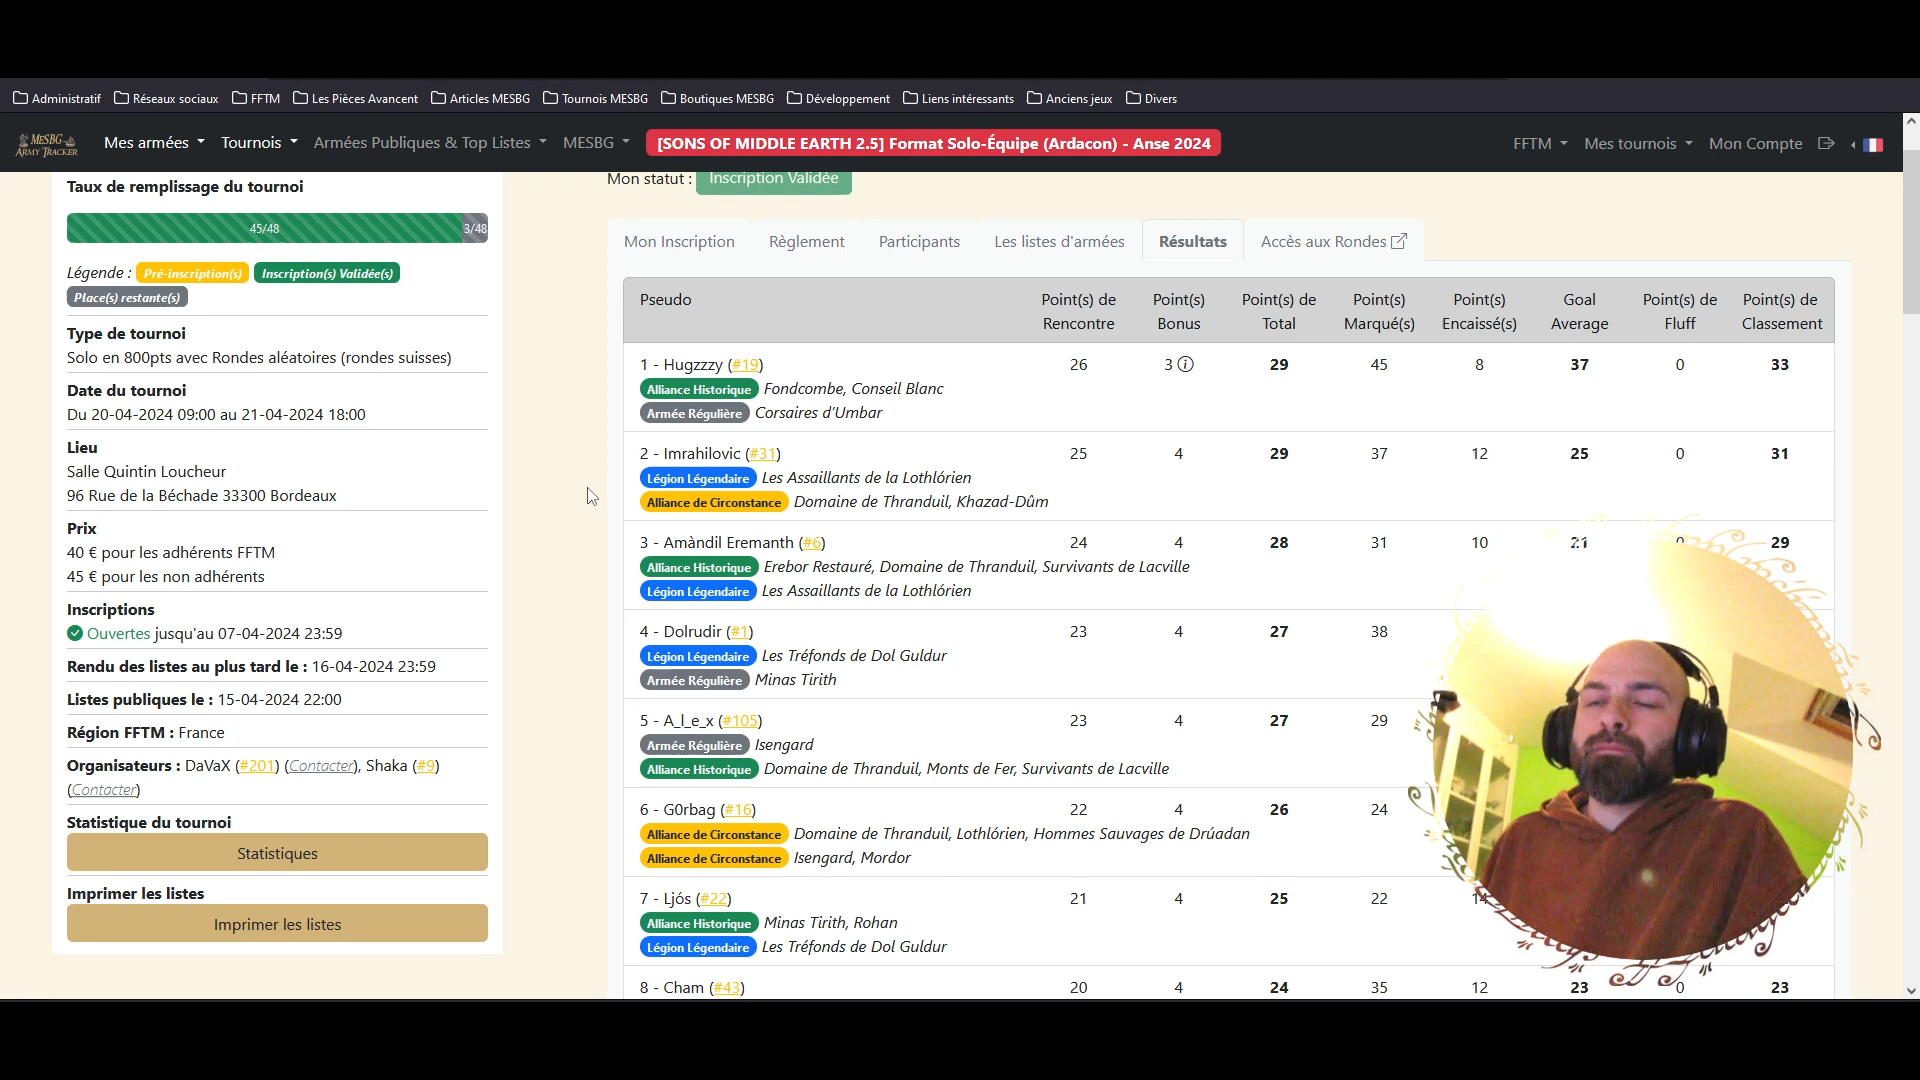 Administratif Réseaux sociaux FFTM Les Pièces Avancent Articles MESBG Tournois MESBG Boutiques MESBG Développement Liens intéressants Anciens jeux Divers
MESBG ARMY TRACKER Mes armées Tournois Armées Publiques & Top Listes MESBG [SONS OF MIDDLE EARTH 2.5] Format Solo-Équipe (Ardacon) - Anse 2024 FFTM Mes tournois Mon Compte
Taux de remplissage du tournoi
45/48 3/48
Légende : Pré-inscription(s) Inscription(s) Validée(s)
Place(s) restante(s)
Type de tournoi
Solo en 800pts avec Rondes aléatoires (rondes suisses)
Date du tournoi
Du 20-04-2024 09:00 au 21-04-2024 18:00
Lieu
Salle Quintin Loucheur
96 Rue de la Béchade 33300 Bordeaux
Prix
40 € pour les adhérents FFTM
45 € pour les non adhérents
Inscriptions
Ouvertes jusqu'au 07-04-2024 23:59
Rendu des listes au plus tard le : 16-04-2024 23:59
Listes publiques le : 15-04-2024 22:00
Région FFTM : France
Organisateurs : DaVaX (#201) (Contacter), Shaka (#9)
(Contacter)
Statistique du tournoi
Statistiques
Imprimer les listes
Imprimer les listes
Mon statut : Inscription Validée
Mon Inscription Règlement Participants Les listes d'armées Résultats Accès aux Rondes
Pseudo Point(s) de Rencontre Point(s) Bonus Point(s) de Total Point(s) Marqué(s) Point(s) Encaissé(s) Goal Average Point(s) de Fluff Point(s) de Classement
1 - Hugzzzy (#19) 26 3 29 45 8 37 0 33
Alliance Historique Fondcombe, Conseil Blanc
Armée Régulière Corsaires d'Umbar
2 - Imrahilovic (#31) 25 4 29 37 12 25 0 31
Légion Légendaire Les Assaillants de la Lothlórien
Alliance de Circonstance Domaine de Thranduil, Khazad-Dûm
3 - Amàndil Eremanth (#6) 24 4 28 31 10 21 0 29
Alliance Historique Erebor Restauré, Domaine de Thranduil, Survivants de Lacville
Légion Légendaire Les Assaillants de la Lothlórien
4 - Dolrudir (#1) 23 4 27 38
Légion Légendaire Les Tréfonds de Dol Guldur
Armée Régulière Minas Tirith
5 - A_l_e_x (#105) 23 4 27 29
Armée Régulière Isengard
Alliance Historique Domaine de Thranduil, Monts de Fer, Survivants de Lacville
6 - G0rbag (#16) 22 4 26 24
Alliance de Circonstance Domaine de Thranduil, Lothlórien, Hommes Sauvages de Drúadan
Alliance de Circonstance Isengard, Mordor
7 - Ljós (#22) 21 4 25 22 14
Alliance Historique Minas Tirith, Rohan
Légion Légendaire Les Tréfonds de Dol Guldur
8 - Cham (#43) 20 4 24 35 12 23 0 23